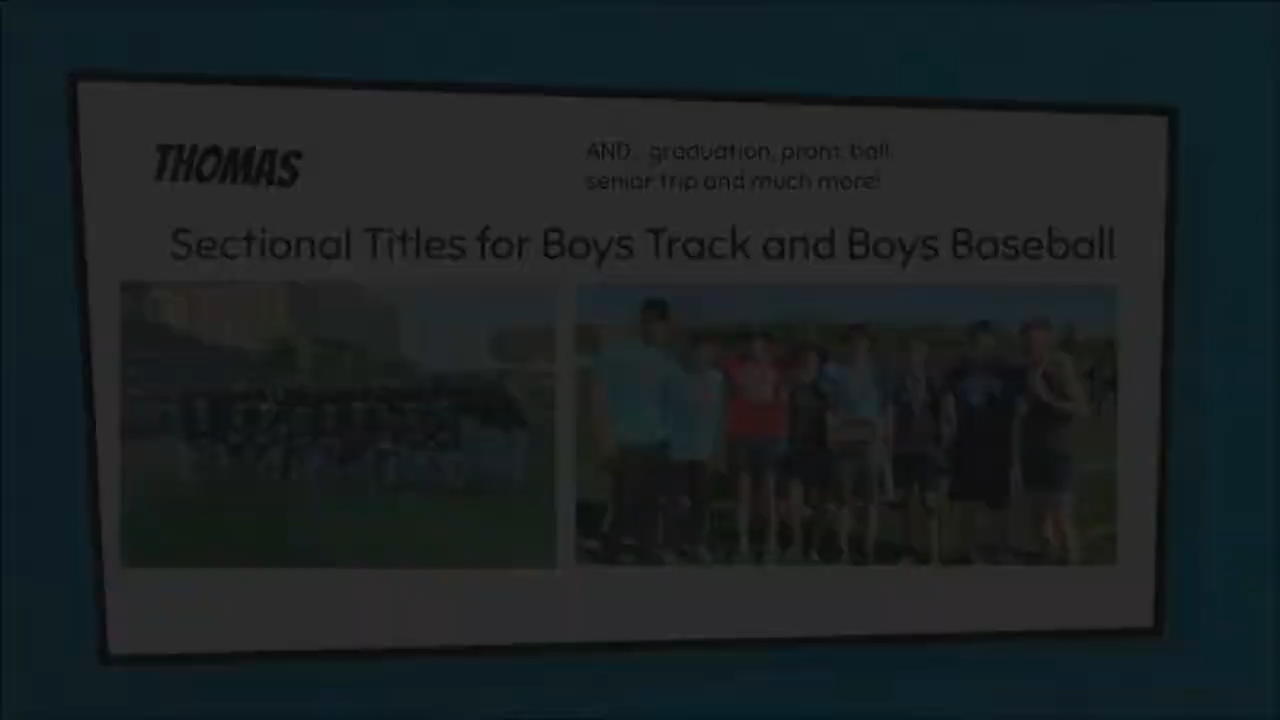 THOMAS
AND... graduation, prom, ball,
senior trip and much more!
Sectional Titles for Boys Track and Boys Baseball